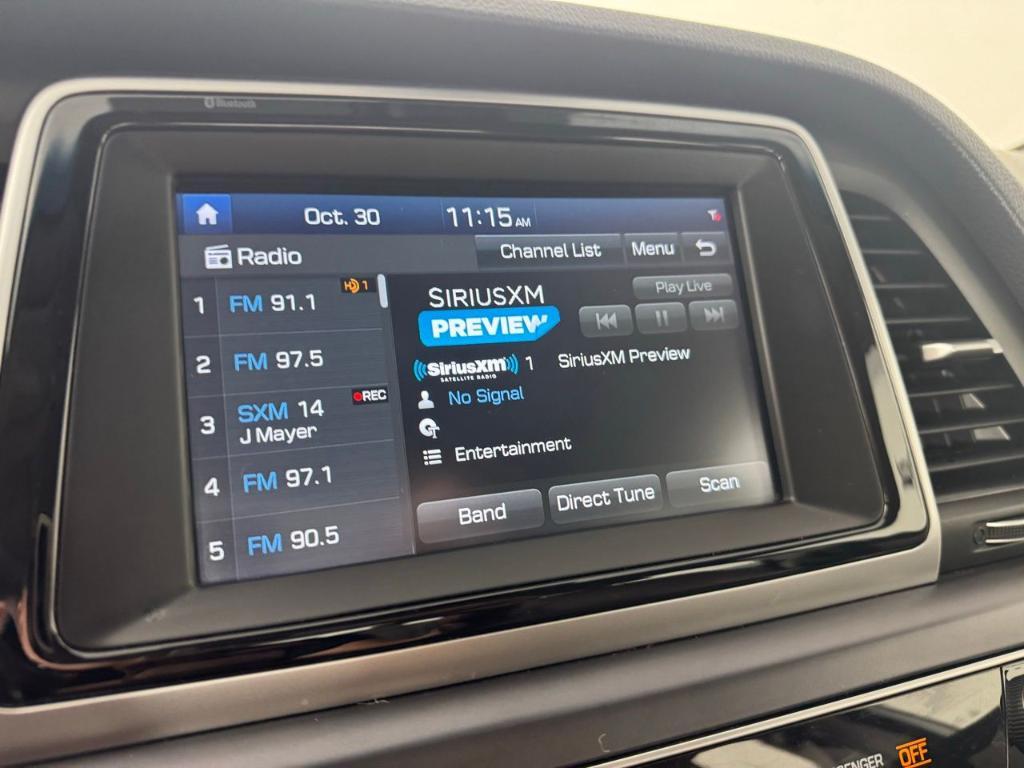 Bluetooth
Oct. 30 11:15 AM
Radio Channel List Menu
1 FM 91.1 HD 1
2 FM 97.5
3 SXM 14 REC
J Mayer
4 FM 97.1
5 FM 90.5
SIRIUSXM Play Live
PREVIEW
SiriusXM 1 SiriusXM Preview
SATELLITE RADIO
No Signal
Entertainment
Band Direct Tune Scan
OFF